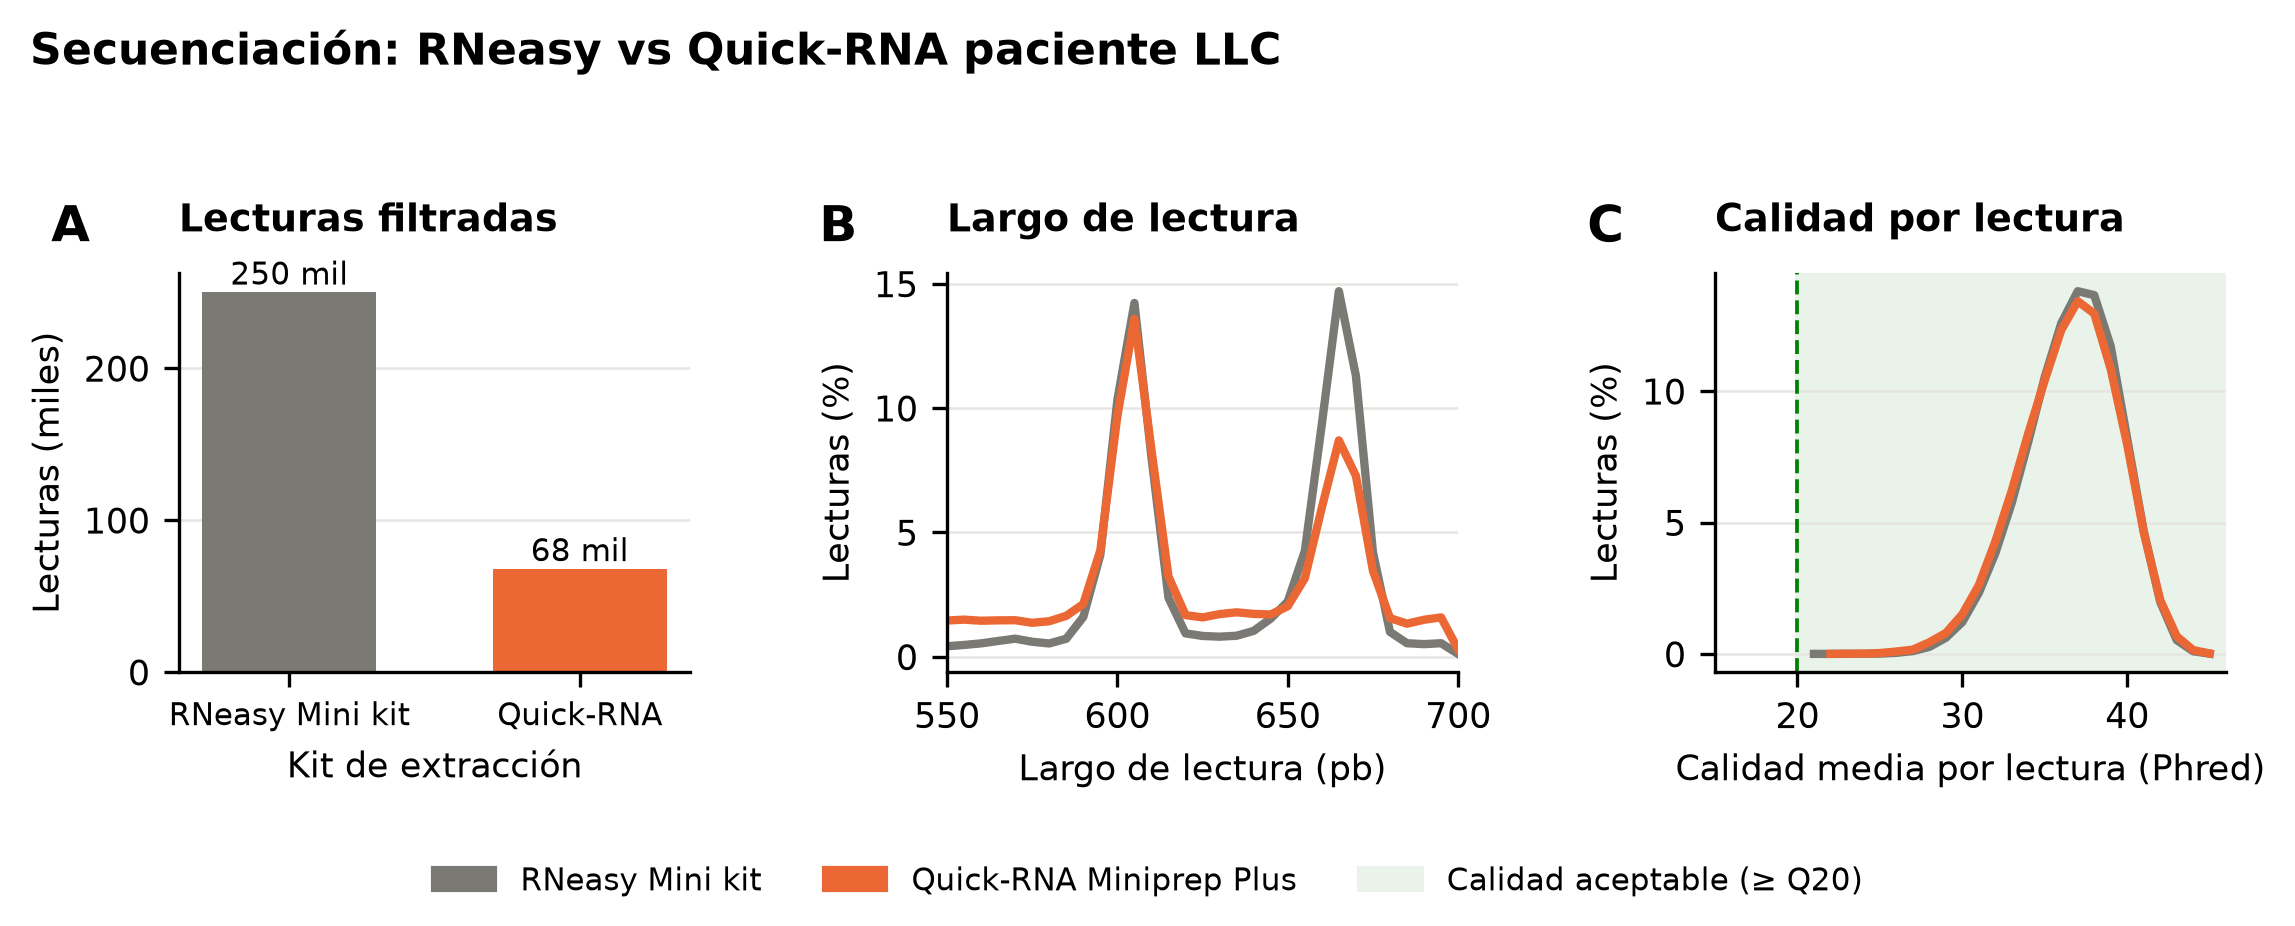 Secuenciación: RNeasy vs Quick-RNA paciente LLC
A
Lecturas filtradas
250 mil
68 mil
200
100
0
Lecturas (miles)
RNeasy Mini kit
Quick-RNA
Kit de extracción
B
Largo de lectura
15
10
5
0
Lecturas (%)
550 600 650 700
Largo de lectura (pb)
C
Calidad por lectura
10
5
0
Lecturas (%)
20 30 40
Calidad media por lectura (Phred)
RNeasy Mini kit
Quick-RNA Miniprep Plus
Calidad aceptable (≥ Q20)